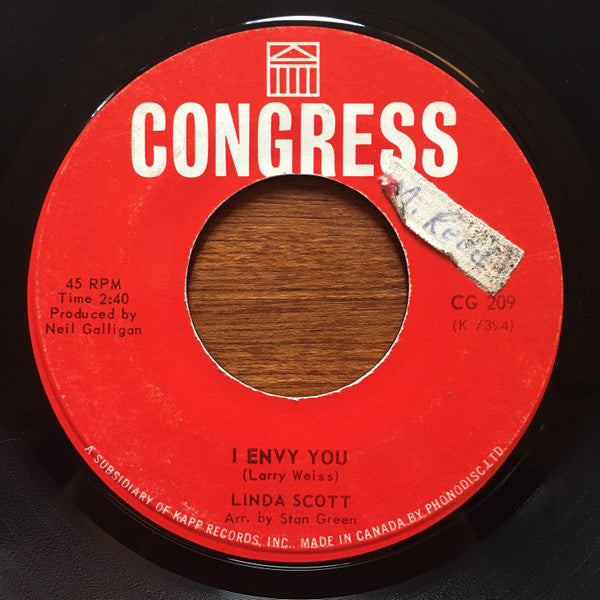 CONGRESS
45 RPM
Time 2:40
Produced by
Neil Galligan
CG 209
I ENVY YOU
(Larry Weiss)
LINDA SCOTT
Arr. by Stan Green
A SUBSIDIARY OF KAPP RECORDS, INC., MADE IN CANADA BY PHONODISC, LTD.